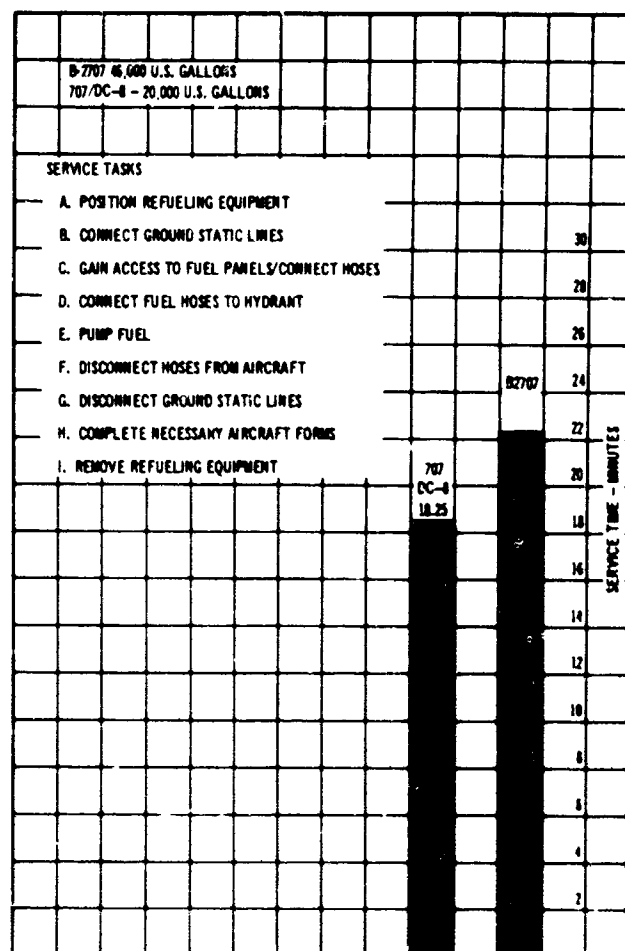 B-2707 46,000 U.S. GALLONS
707/DC-8 - 20,000 U.S. GALLONS
SERVICE TASKS
A. POSITION REFUELING EQUIPMENT
B. CONNECT GROUND STATIC LINES
C. GAIN ACCESS TO FUEL PANELS/CONNECT HOSES
D. CONNECT FUEL HOSES TO HYDRANT
E. PUMP FUEL
F. DISCONNECT HOSES FROM AIRCRAFT
G. DISCONNECT GROUND STATIC LINES
H. COMPLETE NECESSARY AIRCRAFT FORMS
I. REMOVE REFUELING EQUIPMENT
707
DC-8
18.25
B2707
30
28
26
24
22
20
18
16
14
12
10
8
6
4
2
SERVICE TIME - MINUTES